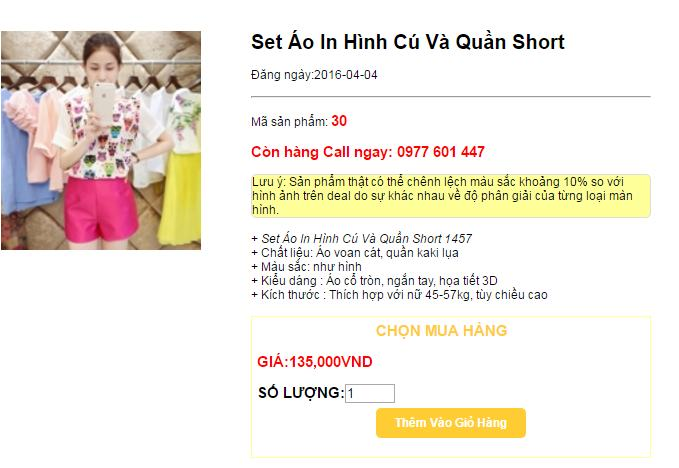 Set Áo In Hình Cú Và Quần Short
Đăng ngày:2016-04-04
Mã sản phẩm: 30
Còn hàng Call ngay: 0977 601 447
Lưu ý: Sản phẩm thật có thể chênh lệch màu sắc khoảng 10% so với
hình ảnh trên deal do sự khác nhau về độ phân giải của từng loại màn
hình.
+ Set Áo In Hình Cú Và Quần Short 1457
+ Chất liệu: Áo voan cát, quần kaki lụa
+ Màu sắc: như hình
+ Kiểu dáng : Áo cổ tròn, ngắn tay, họa tiết 3D
+ Kích thước : Thích hợp với nữ 45-57kg, tùy chiều cao
CHỌN MUA HÀNG
GIÁ:135,000VND
SỐ LƯỢNG:1
Thêm Vào Giỏ Hàng